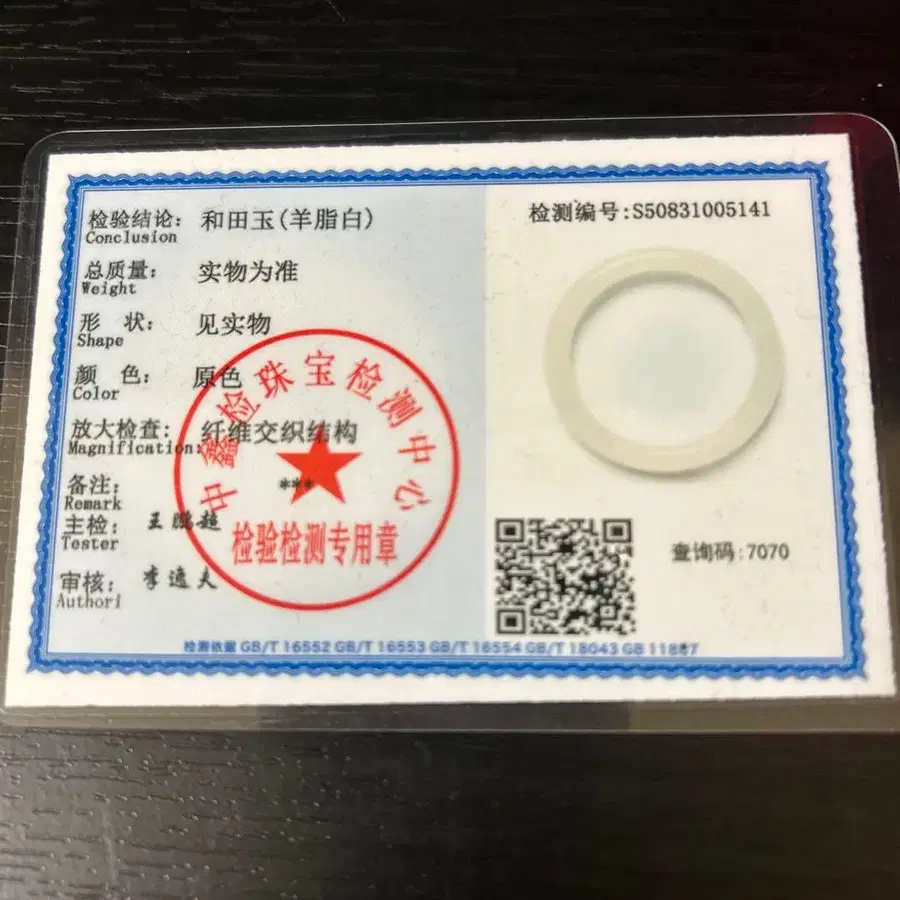 检验结论: 和田玉(羊脂白)
Conclusion
总质量: 实物为准
Weight
形 状: 见实物
Shape
颜 色: 原色
Color
放大检查: 纤维交织结构
Magnification:
备注: ***
Remark
主检: 王鹏超
Tester
审核: 李逸夫
Authori
中鑫检珠宝检测中心
检验检测专用章
检测编号:S50831005141
查询码:7070
检测依据 GB/T 16552 GB/T 16553 GB/T 16554 GB/T 18043 GB 11887